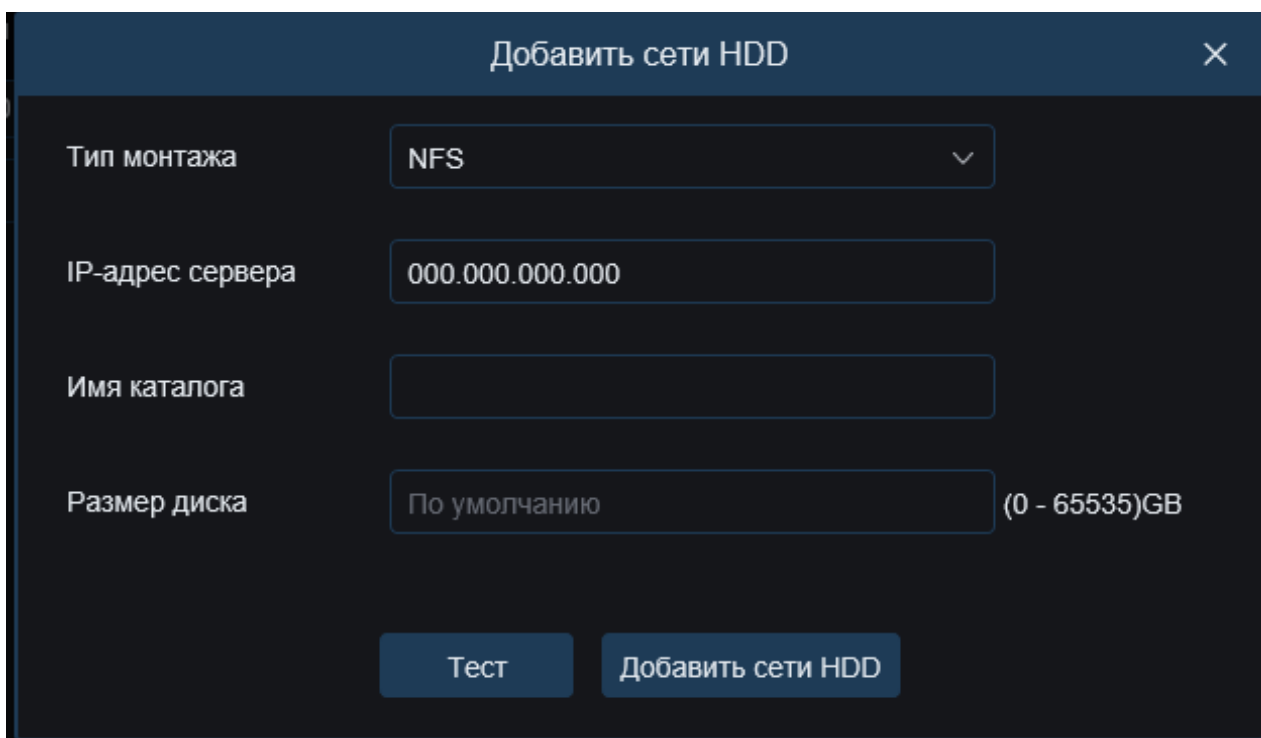 Добавить сети HDD
Тип монтажа NFS
IP-адрес сервера 000.000.000.000
Имя каталога
Размер диска По умолчанию (0 - 65535)GB
Тест Добавить сети HDD